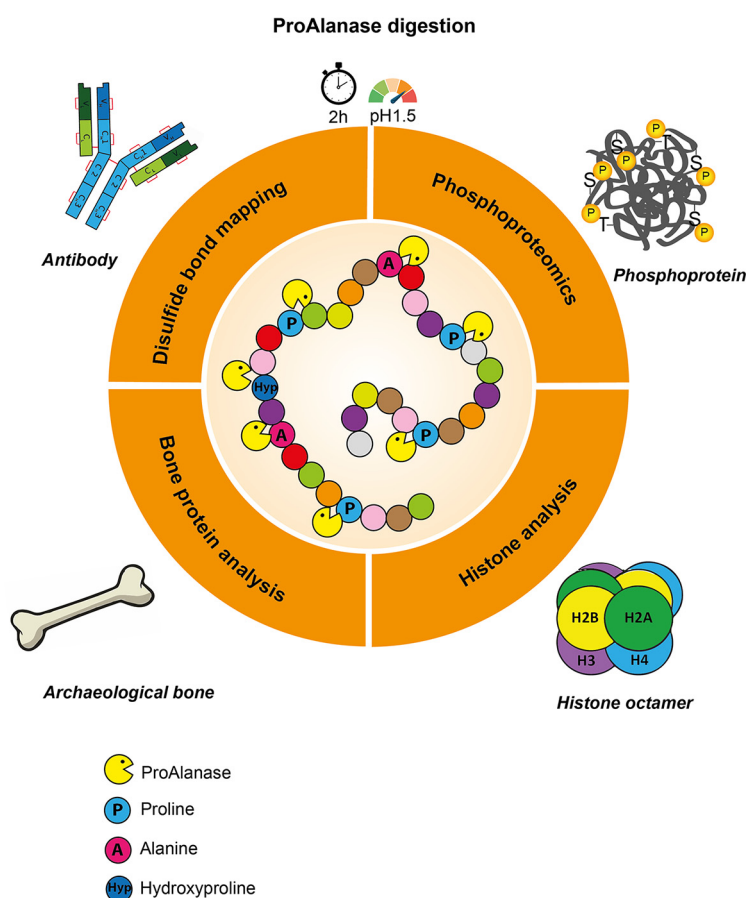 ProAlanase digestion
2h
pH1.5
Disulfide bond mapping
Phosphoproteomics
Antibody
Phosphoprotein
P
T
S
P
P
S
P
S
P
P
T
S
P
A
P
P
Hyp
A
P
P
Bone protein analysis
Histone analysis
H2B
H2A
H3
H4
Archaeological bone
Histone octamer
ProAlanase
P
Proline
A
Alanine
Hyp
Hydroxyproline